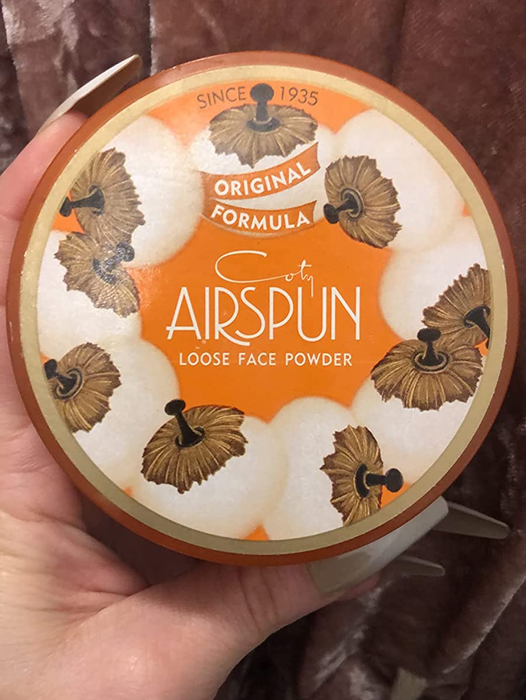 SINCE 1935
ORIGINAL
FORMULA
Coty
AIRSPUN
LOOSE FACE POWDER